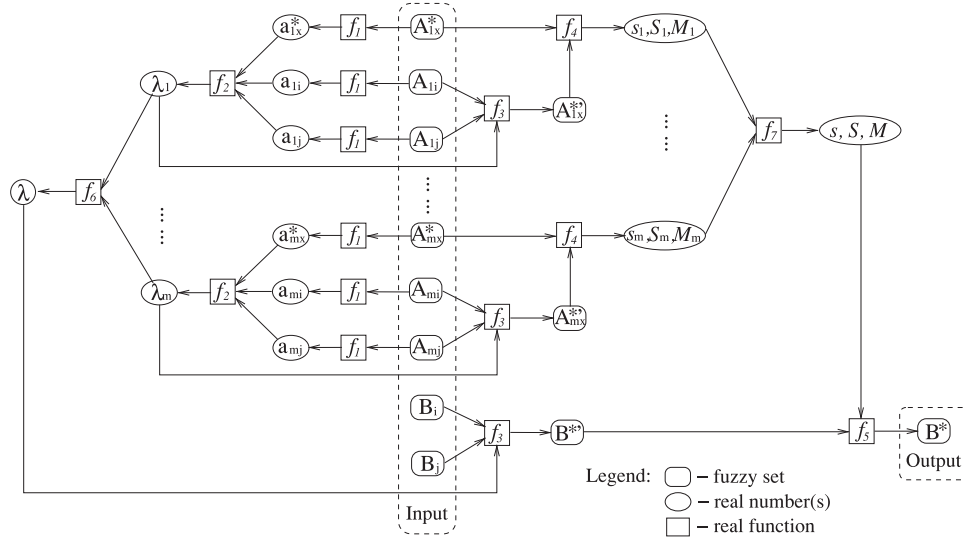 a*1x f1 A*1x f4 s1, S1, M1
λ1 f2 a1i f1 A1i f3 A*'1x
a1j f1 A1j
f7 s, S, M
λ f6
a*mx f1 A*mx f4 sm, Sm, Mm
λm f2 ami f1 Ami f3 A*'mx
amj f1 Amj
Bi
f3 B*' f5 B*
Bj
Output
Input
Legend:
– fuzzy set
– real number(s)
– real function